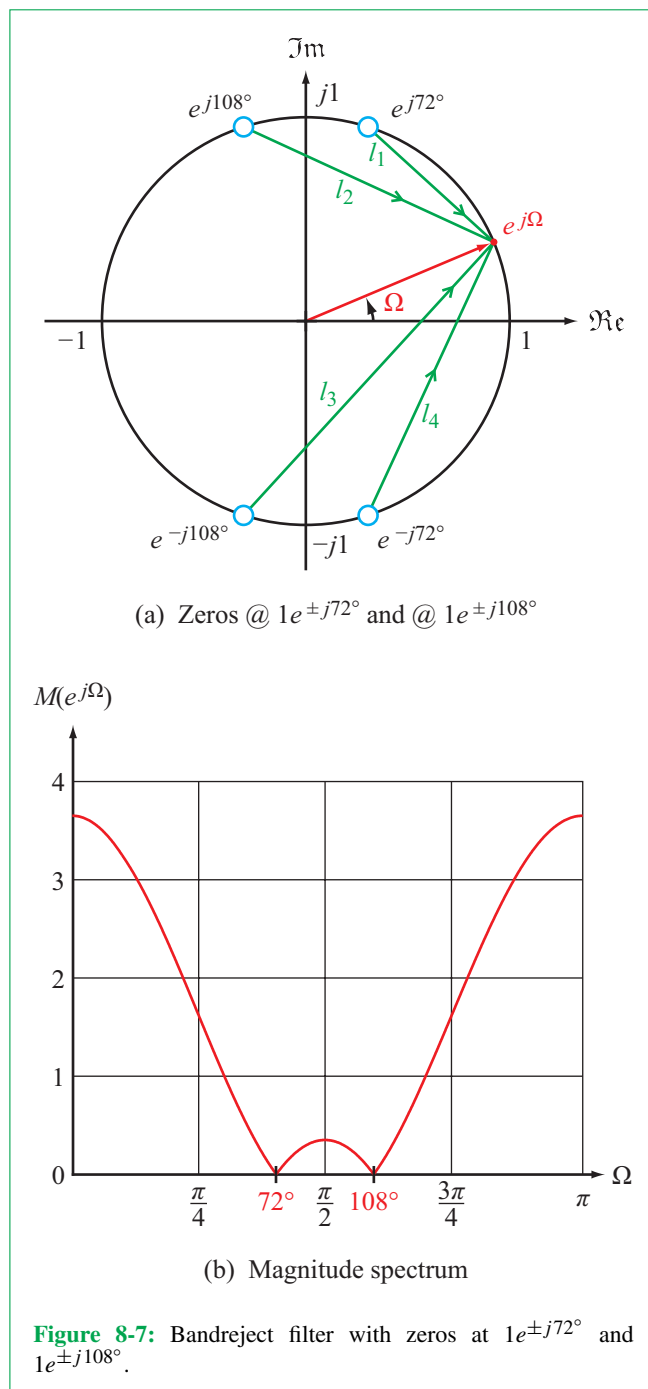 𝕴𝔪
j1
e^{j108°}
e^{j72°}
l₁
l₂
e^{jΩ}
Ω
−1
1
𝕽𝔢
l₃
l₄
e^{−j108°}
−j1
e^{−j72°}
(a) Zeros @ 1e^{±j72°} and @ 1e^{±j108°}
M(e^{jΩ})
4
3
2
1
0
π/4
72°
π/2
108°
3π/4
π
Ω
(b) Magnitude spectrum
Figure 8-7: Bandreject filter with zeros at 1e^{±j72°} and
1e^{±j108°}.